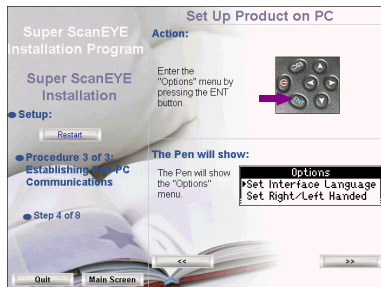 Super ScanEYE
Installation Program
Super ScanEYE
Installation
Setup:
Restart
Procedure 3 of 3:
Establishing Pen-PC
Communications
Step 4 of 8
Quit
Main Screen
Set Up Product on PC
Action:
Enter the
"Options" menu by
pressing the ENT
button.
ESC
ENT
The Pen will show:
The Pen will show
the "Options"
menu.
Options
Set Interface Language
Set Right/Left Handed
<<
>>